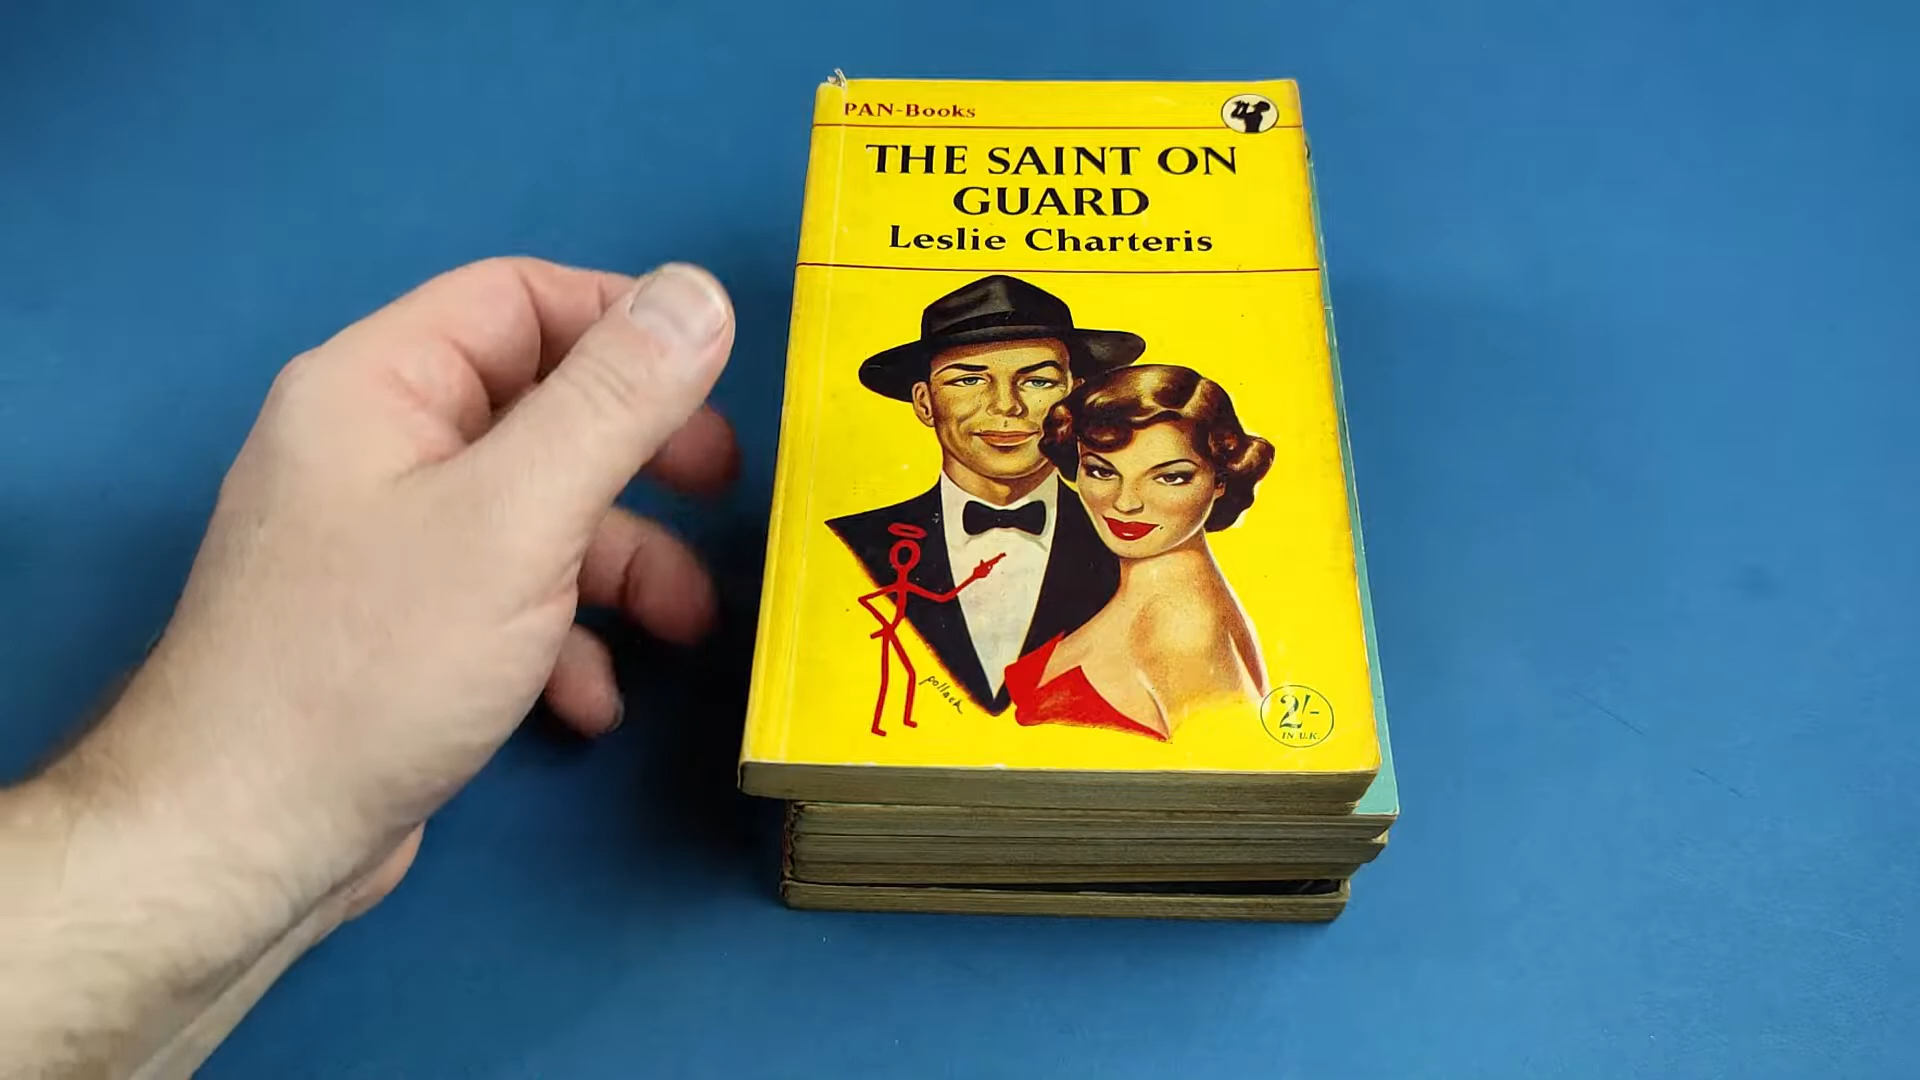 PAN-Books
THE SAINT ON
GUARD
Leslie Charteris
pollack
2/-
IN U.K.